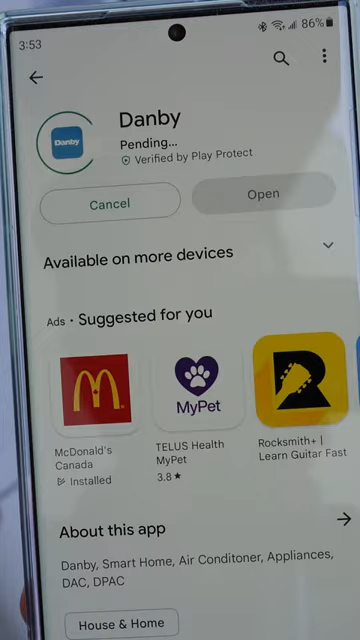 3:53
86%
Danby
Danby
Pending...
Verified by Play Protect
Cancel
Open
Available on more devices
Ads • Suggested for you
MyPet
McDonald's
Canada
Installed
TELUS Health
MyPet
3.8★
Rocksmith+ |
Learn Guitar Fast
About this app
Danby, Smart Home, Air Conditoner, Appliances,
DAC, DPAC
House & Home